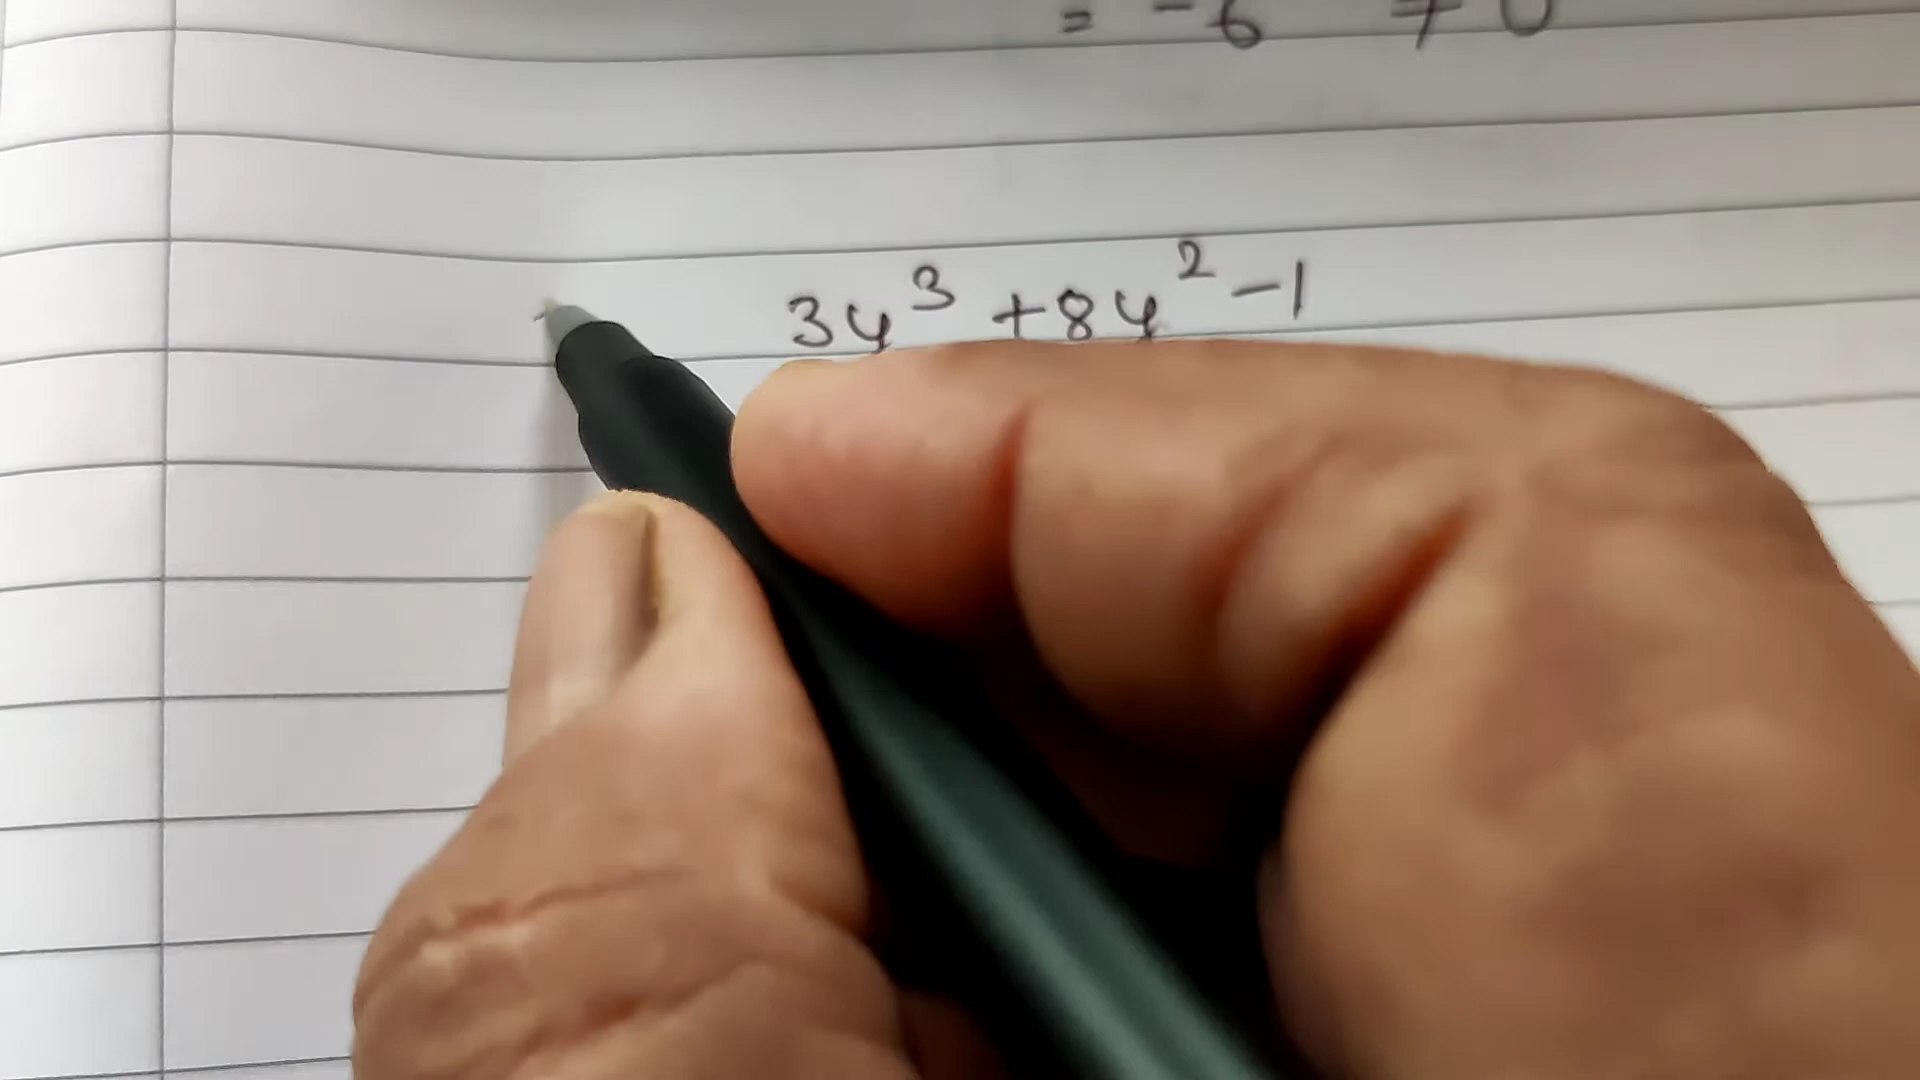 = -6 ≠ 0
3y³ + 8y² - 1